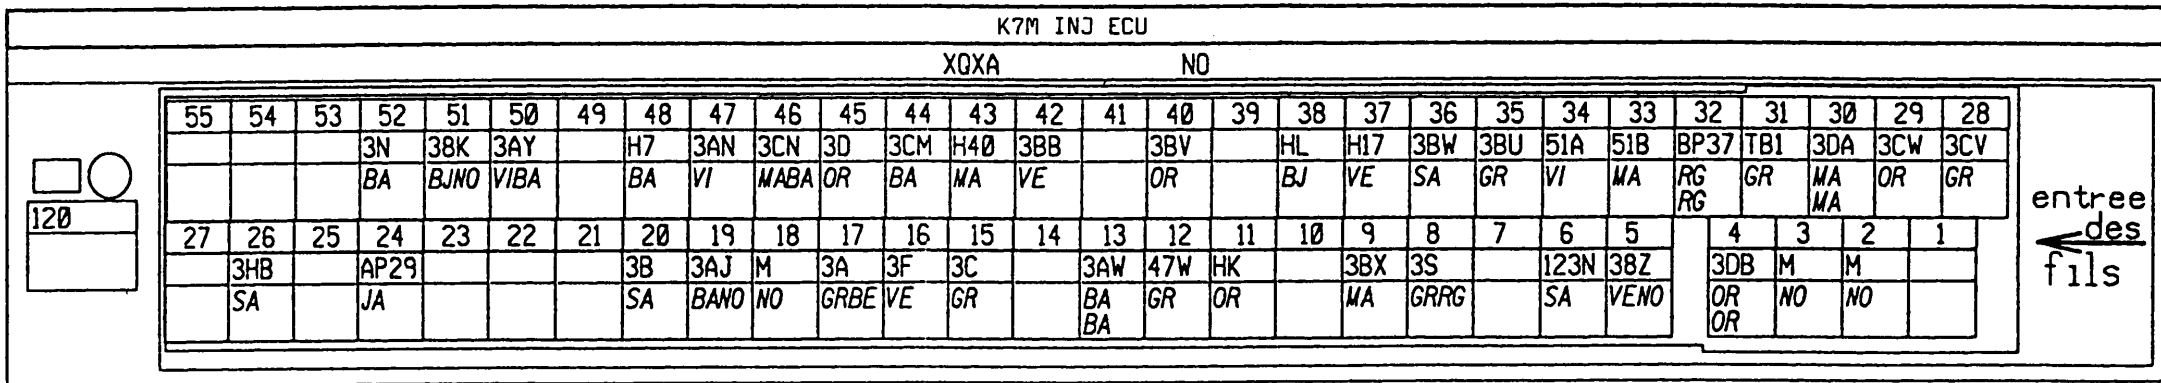 K7M INJ ECU
XQXA NO
55 54 53 52 51 50 49 48 47 46 45 44 43 42 41 40 39 38 37 36 35 34 33 32 31 30 29 28
3N 38K 3AY H7 3AN 3CN 3D 3CM H40 3BB 3BV HL H17 3BW 3BU 51A 51B BP37 TB1 3DA 3CW 3CV
BA BJNO VIBA BA VI MABA OR BA MA VE OR BJ VE SA GR VI MA RG GR MA OR GR
RG MA
120
27 26 25 24 23 22 21 20 19 18 17 16 15 14 13 12 11 10 9 8 7 6 5 4 3 2 1
3HB AP29 3B 3AJ M 3A 3F 3C 3AW 47W HK 3BX 3S 123N 38Z 3DB M M
SA JA SA BANO NO GRBE VE GR BA GR OR MA GRRG SA VENO OR NO NO
BA OR
entree
des
fils